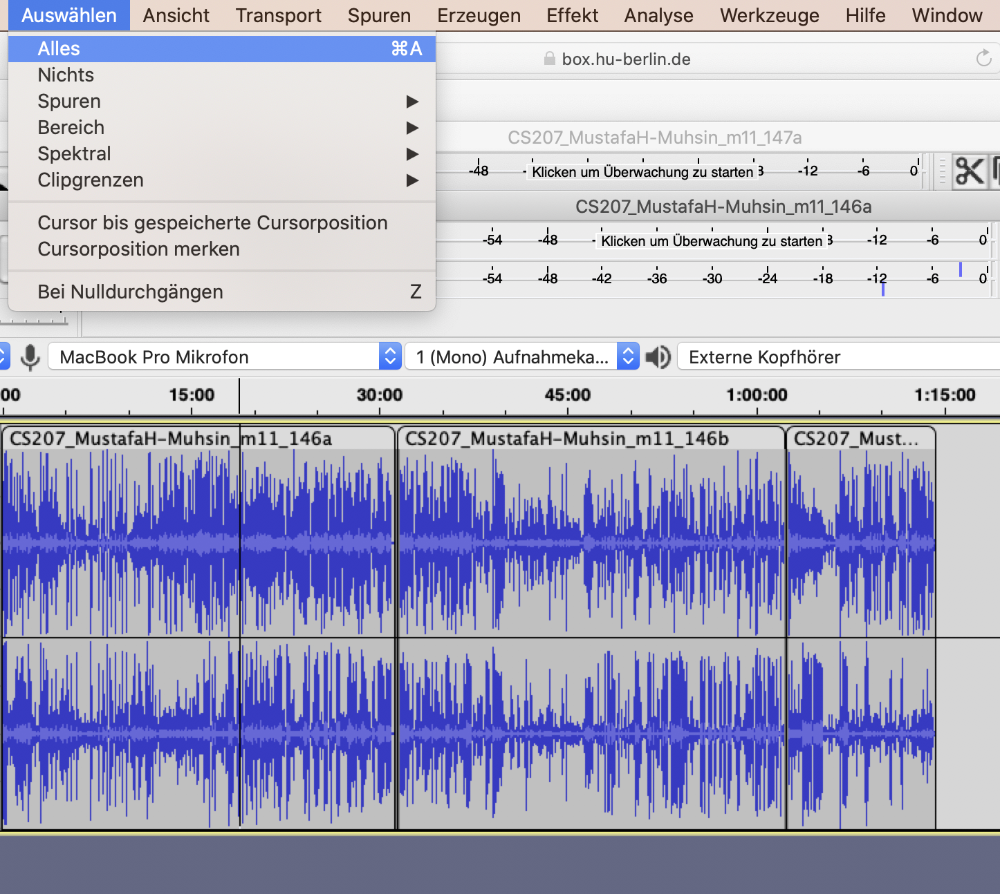 Auswählen Ansicht Transport Spuren Erzeugen Effekt Analyse Werkzeuge Hilfe Window
Alles ⌘A
Nichts
Spuren ▶
Bereich ▶
Spektral ▶
Clipgrenzen ▶
Cursor bis gespeicherte Cursorposition
Cursorposition merken
Bei Nulldurchgängen Z
box.hu-berlin.de
CS207_MustafaH-Muhsin_m11_147a
-48 Klicken um Überwachung zu starten -12 -6 0
CS207_MustafaH-Muhsin_m11_146a
-54 -48 Klicken um Überwachung zu starten -12 -6 0
-54 -48 -42 -36 -30 -24 -18 -12 -6 0
MacBook Pro Mikrofon 1 (Mono) Aufnahmeka... Externe Kopfhörer
00 15:00 30:00 45:00 1:00:00 1:15:00
CS207_MustafaH-Muhsin_m11_146a CS207_MustafaH-Muhsin_m11_146b CS207_Must...